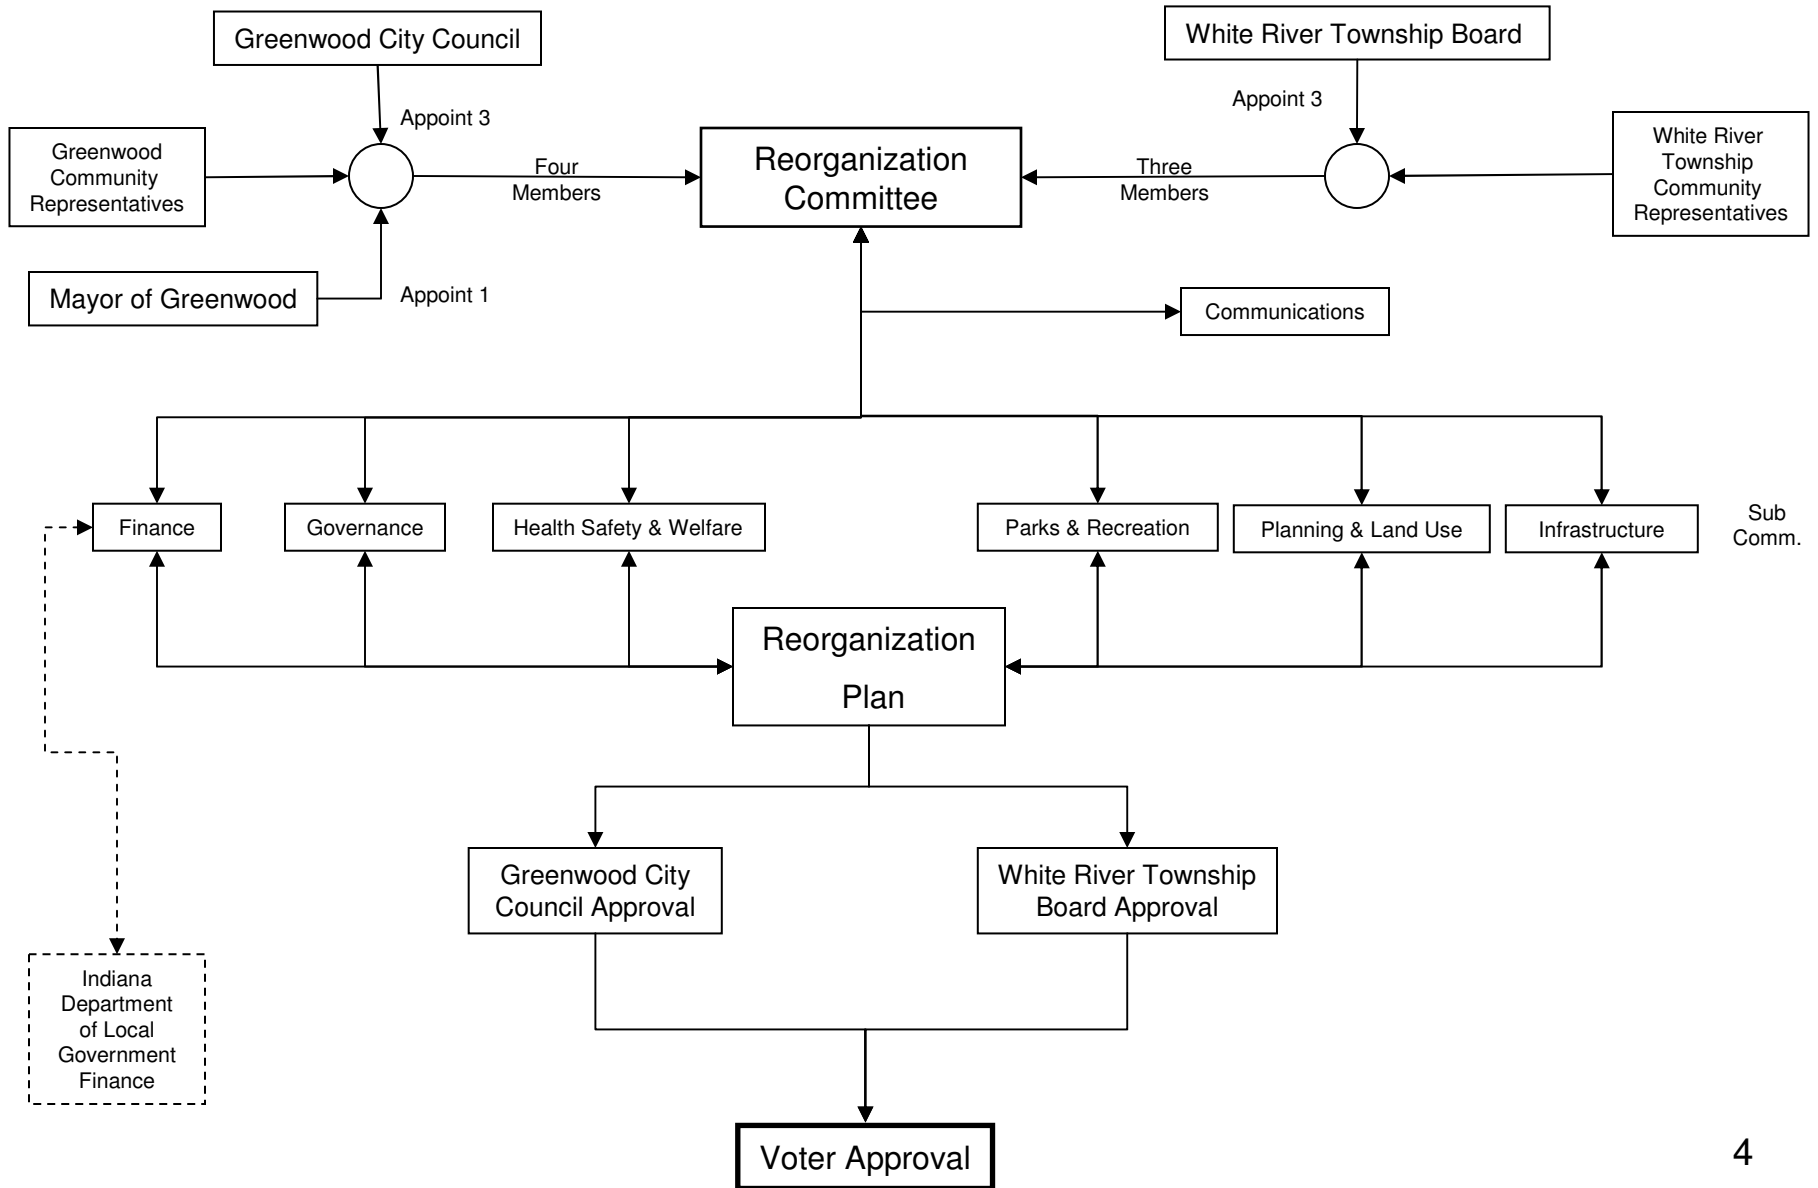 Greenwood City Council
White River Township Board
Appoint 3
Appoint 3
Greenwood
Community
Representatives
Four
Members
Reorganization
Committee
Three
Members
White River
Township
Community
Representatives
Mayor of Greenwood
Appoint 1
Communications
Finance
Governance
Health Safety & Welfare
Parks & Recreation
Planning & Land Use
Infrastructure
Sub
Comm.
Reorganization
Plan
Greenwood City
Council Approval
White River Township
Board Approval
Indiana
Department
of Local
Government
Finance
Voter Approval
4